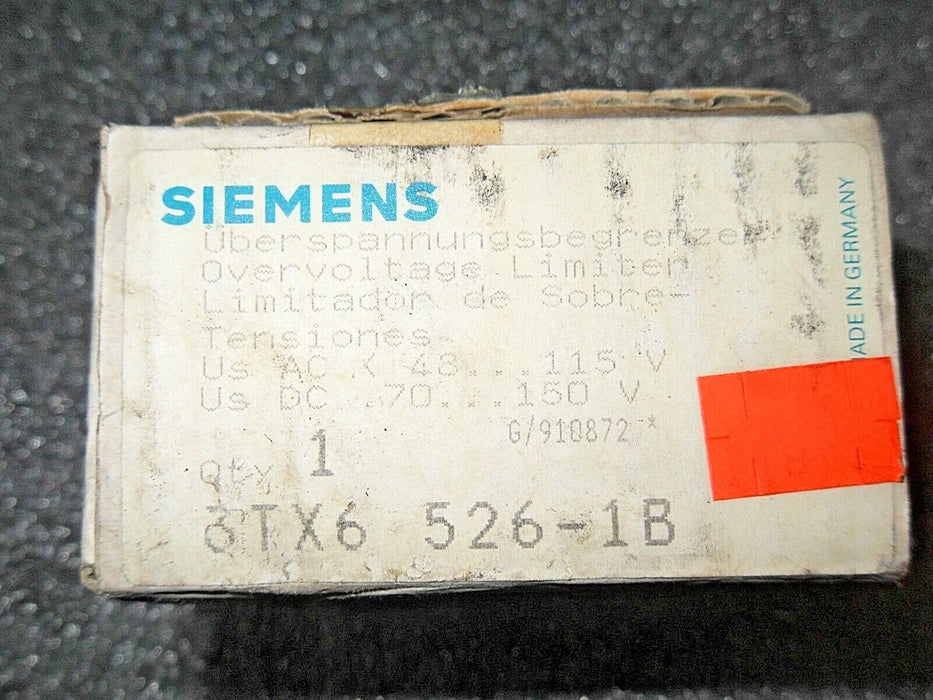 SIEMENS
Überspannungsbegrenzer
Overvoltage Limiter
Limitador de Sobre-
Tensiones
Us AC 48...115 V
Us DC 70...150 V
G/910872 *
Qty 1
3TX6 526-1B
MADE IN GERMANY